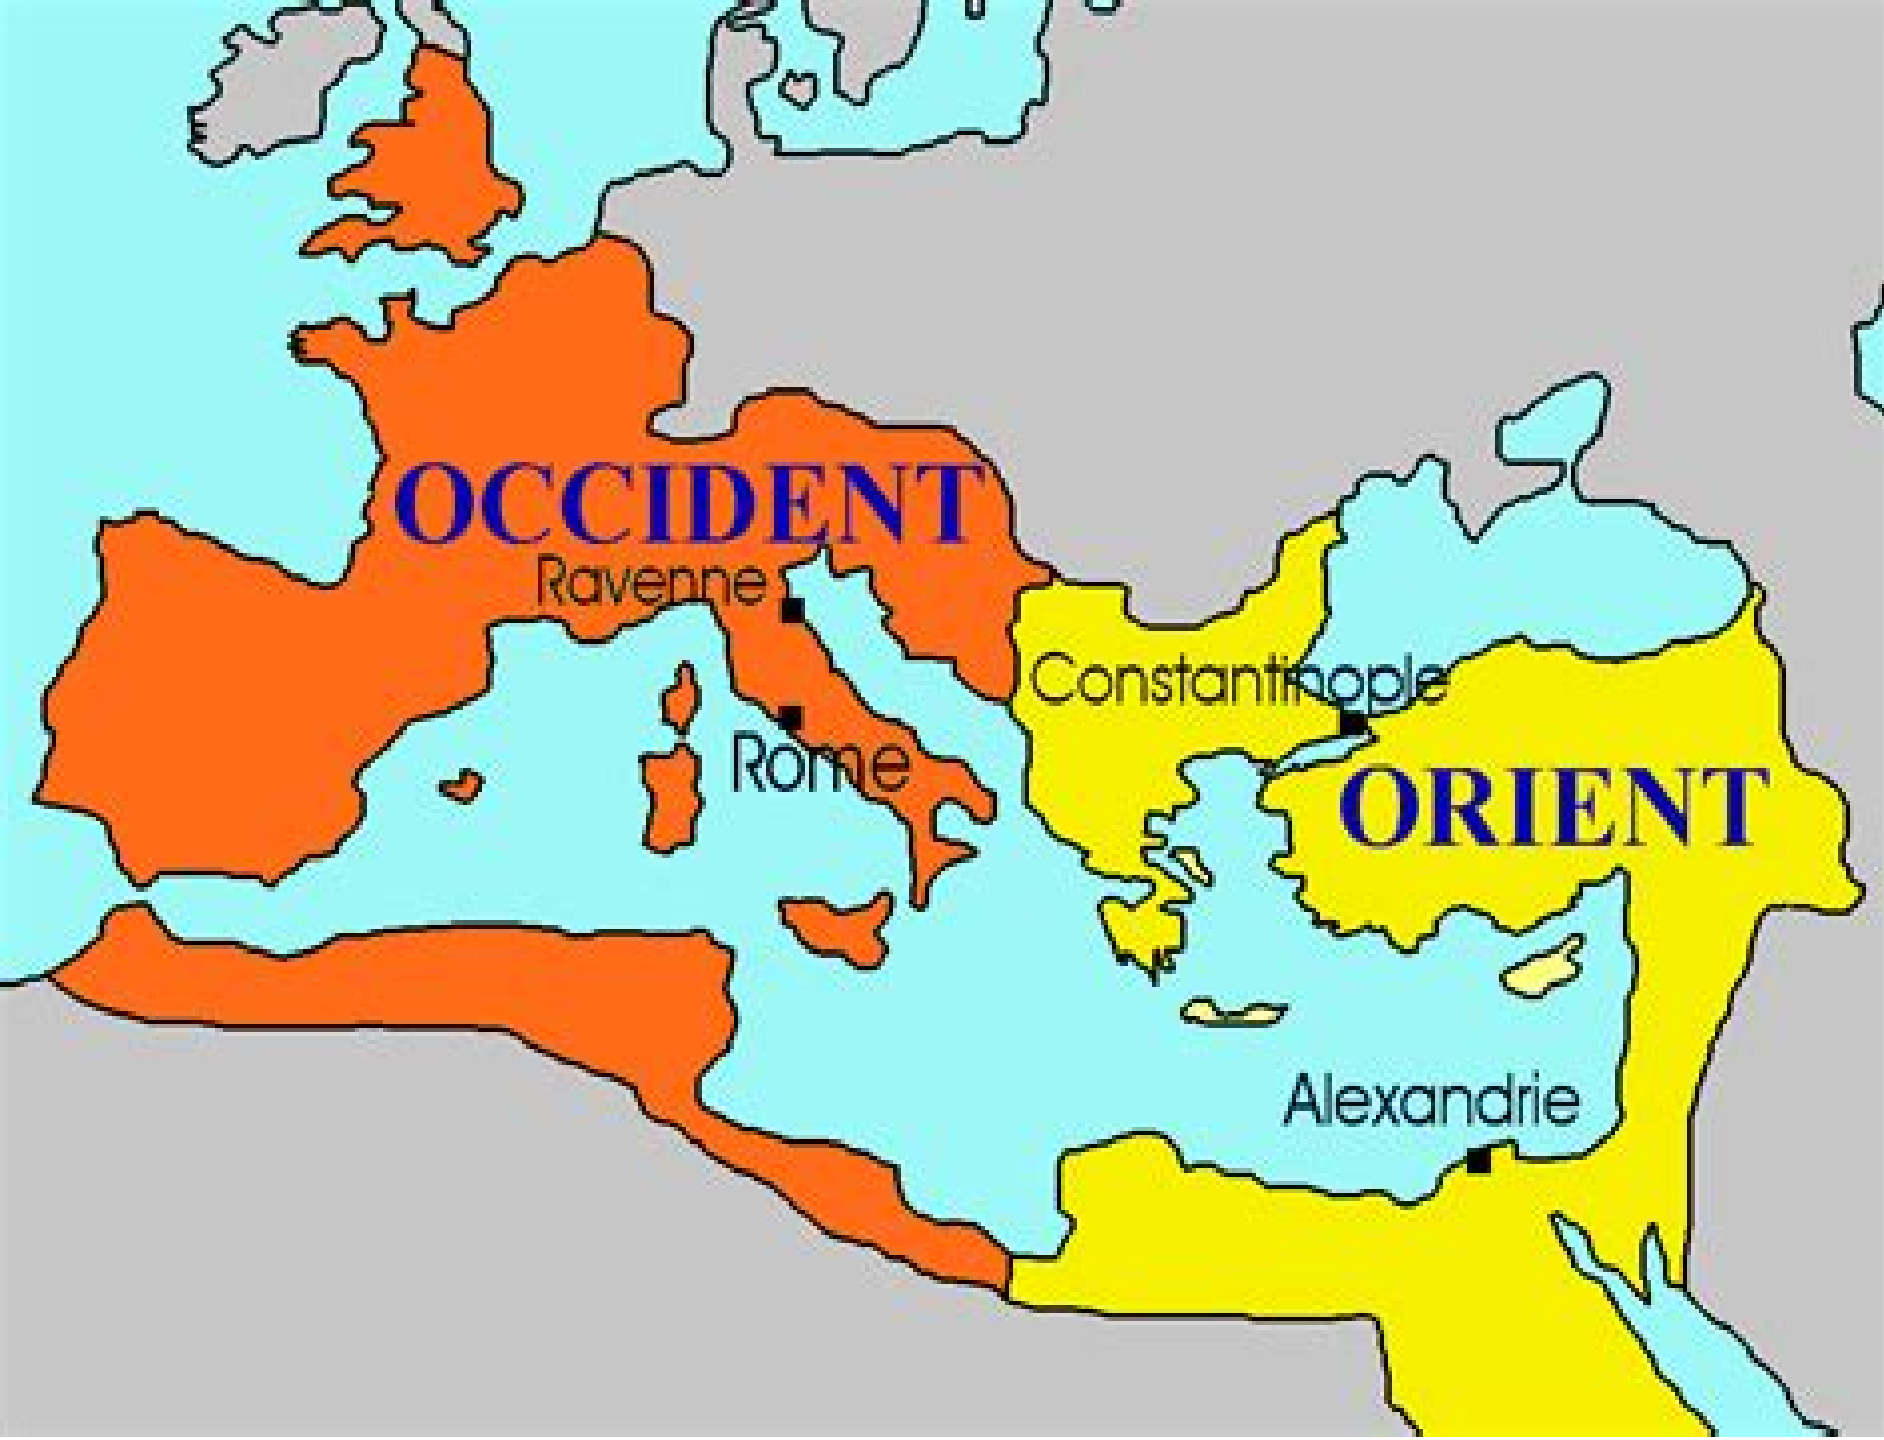 OCCIDENT
Ravenne
Constantinople
Rome
ORIENT
Alexandrie